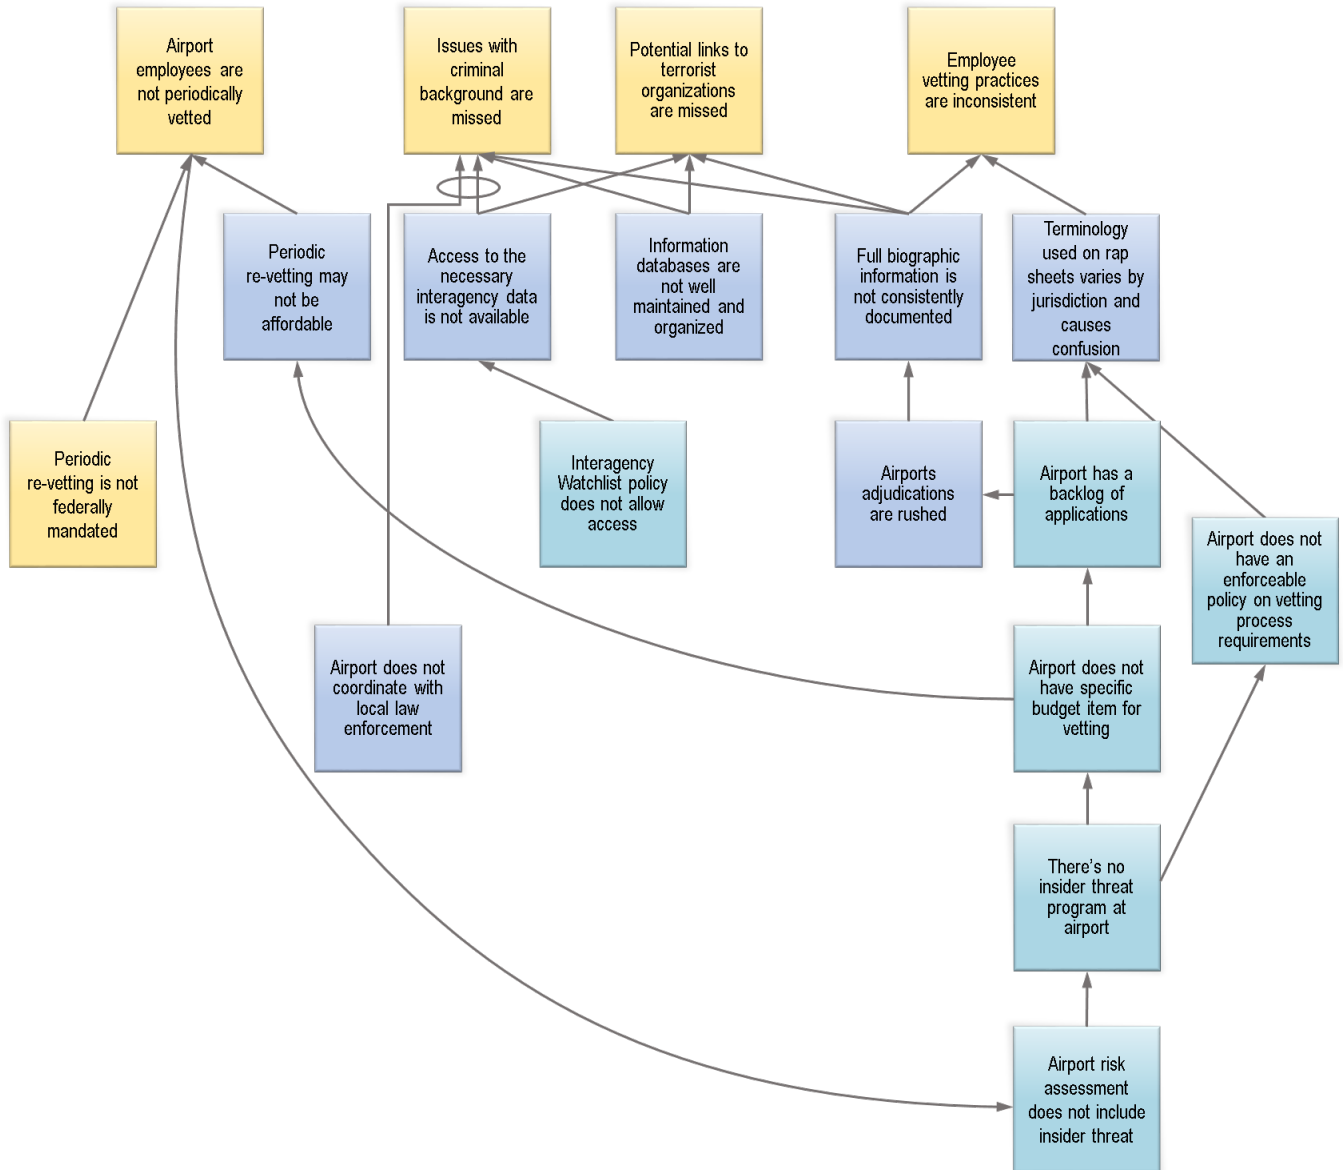 Airport
employees are
not periodically
vetted
Issues with
criminal
background are
missed
Potential links to
terrorist
organizations
are missed
Employee
vetting practices
are inconsistent
Periodic
re-vetting may
not be
affordable
Access to the
necessary
interagency data
is not available
Information
databases are
not well
maintained and
organized
Full biographic
information is
not consistently
documented
Terminology
used on rap
sheets varies by
jurisdiction and
causes
confusion
Periodic
re-vetting is not
federally
mandated
Interagency
Watchlist policy
does not allow
access
Airports
adjudications
are rushed
Airport has a
backlog of
applications
Airport does not
have an
enforceable
policy on vetting
process
requirements
Airport does not
coordinate with
local law
enforcement
Airport does not
have specific
budget item for
vetting
There's no
insider threat
program at
airport
Airport risk
assessment
does not include
insider threat